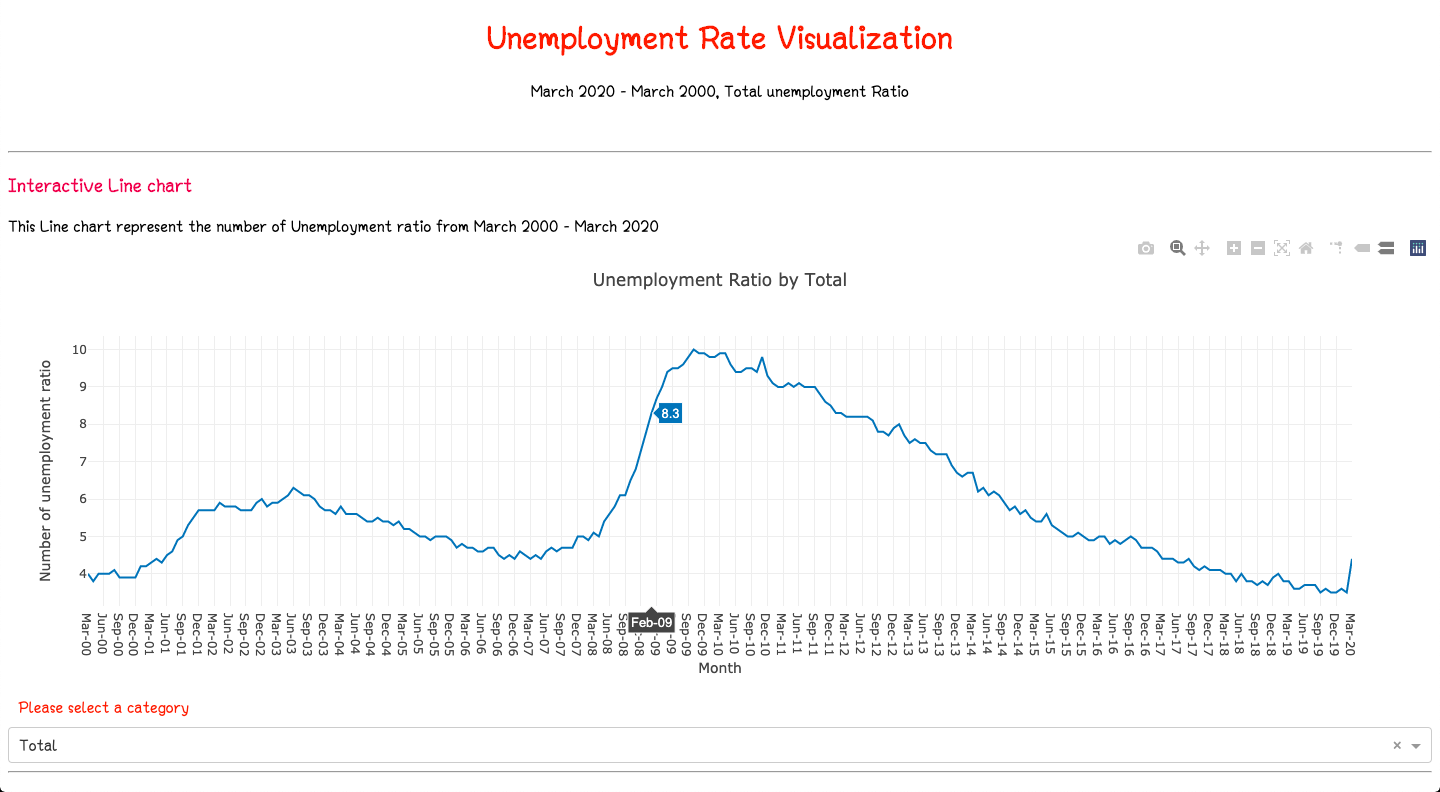 Unemployment Rate Visualization
March 2020 - March 2000, Total unemployment Ratio
Interactive Line chart
This Line chart represent the number of Unemployment ratio from March 2000 - March 2020
Unemployment Ratio by Total
Number of unemployment ratio
10
9
8
7
6
5
4
8.3
Mar-00
Jun-00
Sep-00
Dec-00
Mar-01
Jun-01
Sep-01
Dec-01
Mar-02
Jun-02
Sep-02
Dec-02
Mar-03
Jun-03
Sep-03
Dec-03
Mar-04
Jun-04
Sep-04
Dec-04
Mar-05
Jun-05
Sep-05
Dec-05
Mar-06
Jun-06
Sep-06
Dec-06
Mar-07
Jun-07
Sep-07
Dec-07
Mar-08
Jun-08
Sep-08
Feb-09
Sep-09
Dec-09
Mar-10
Jun-10
Sep-10
Dec-10
Mar-11
Jun-11
Sep-11
Dec-11
Mar-12
Jun-12
Sep-12
Dec-12
Mar-13
Jun-13
Sep-13
Dec-13
Mar-14
Jun-14
Sep-14
Dec-14
Mar-15
Jun-15
Sep-15
Dec-15
Mar-16
Jun-16
Sep-16
Dec-16
Mar-17
Jun-17
Sep-17
Dec-17
Mar-18
Jun-18
Sep-18
Dec-18
Mar-19
Jun-19
Sep-19
Dec-19
Mar-20
Month
Please select a category
Total